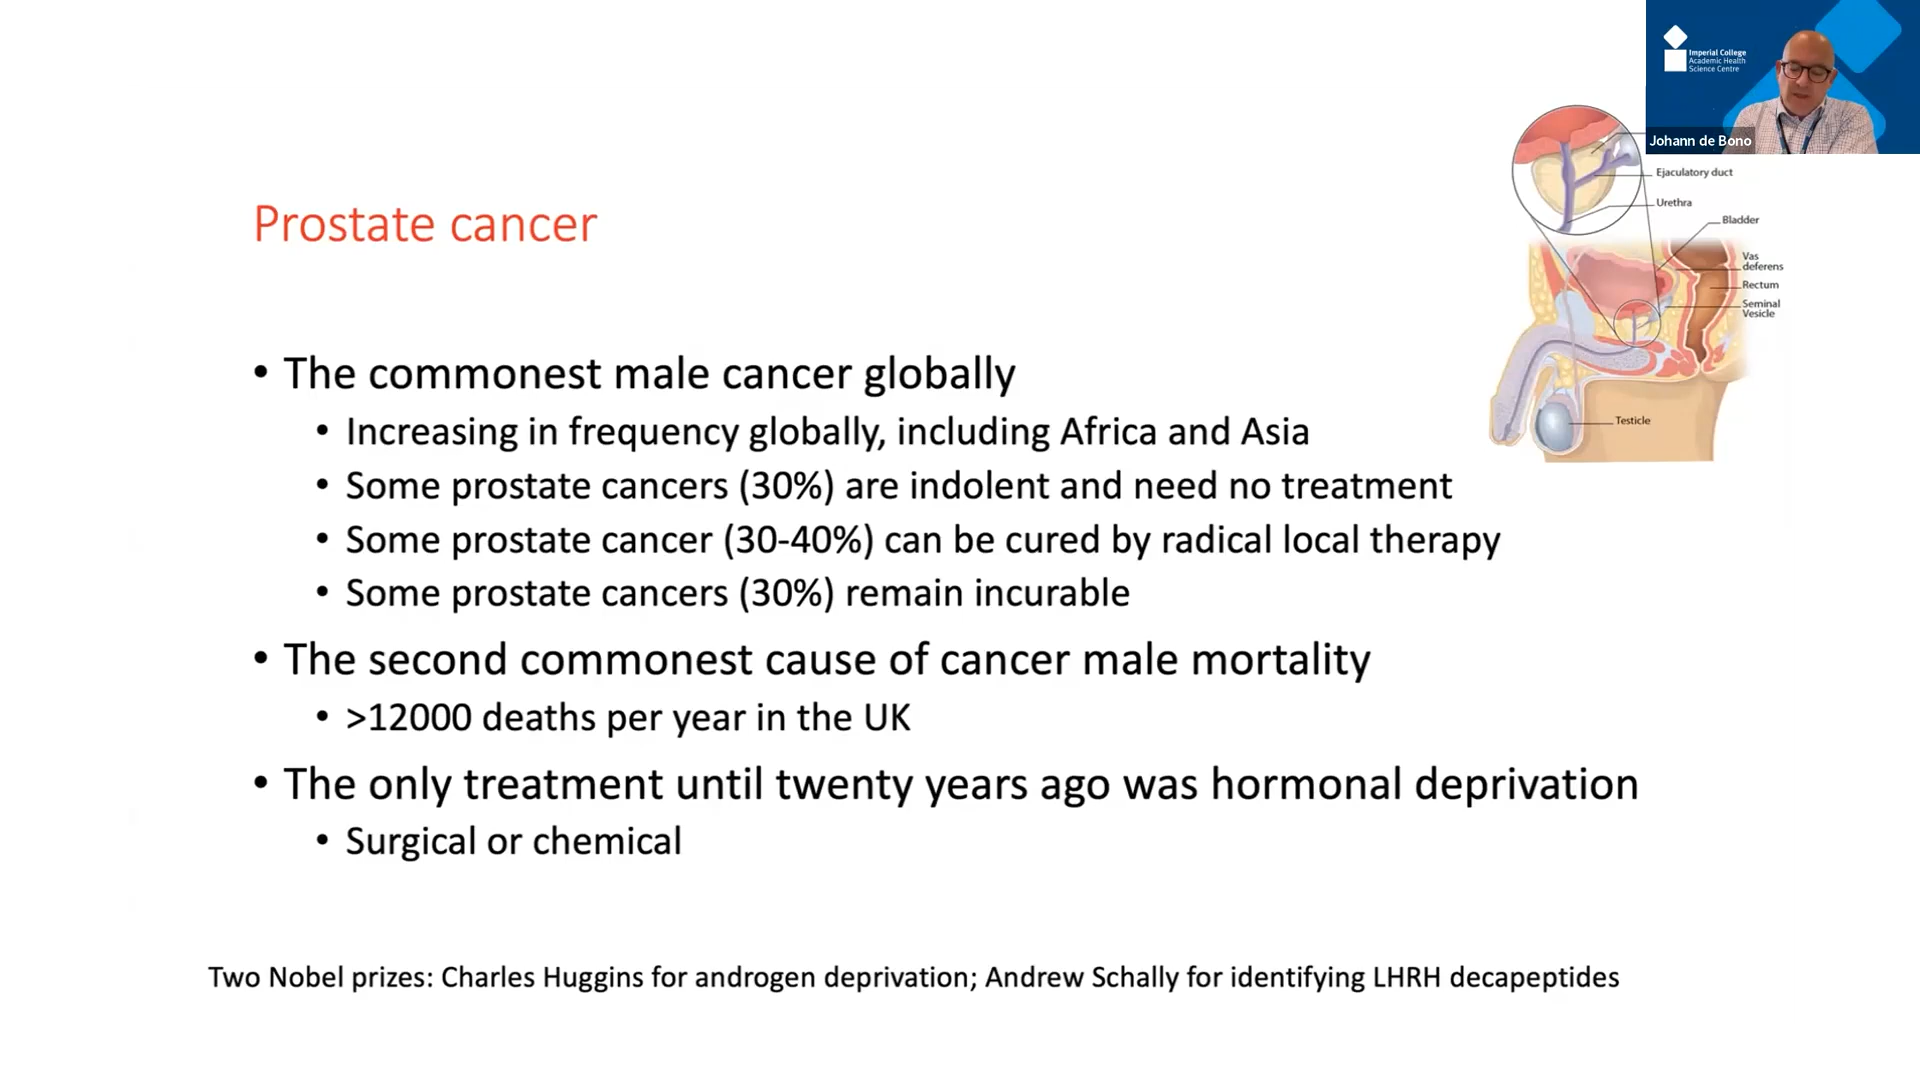 Imperial College
Academic Health
Science Centre
Johann de Bono
Ejaculatory duct
Urethra
Bladder
Vas
deferens
Rectum
Seminal
Vesicle
Testicle
Prostate cancer
• The commonest male cancer globally
• Increasing in frequency globally, including Africa and Asia
• Some prostate cancers (30%) are indolent and need no treatment
• Some prostate cancer (30-40%) can be cured by radical local therapy
• Some prostate cancers (30%) remain incurable
• The second commonest cause of cancer male mortality
• >12000 deaths per year in the UK
• The only treatment until twenty years ago was hormonal deprivation
• Surgical or chemical
Two Nobel prizes: Charles Huggins for androgen deprivation; Andrew Schally for identifying LHRH decapeptides